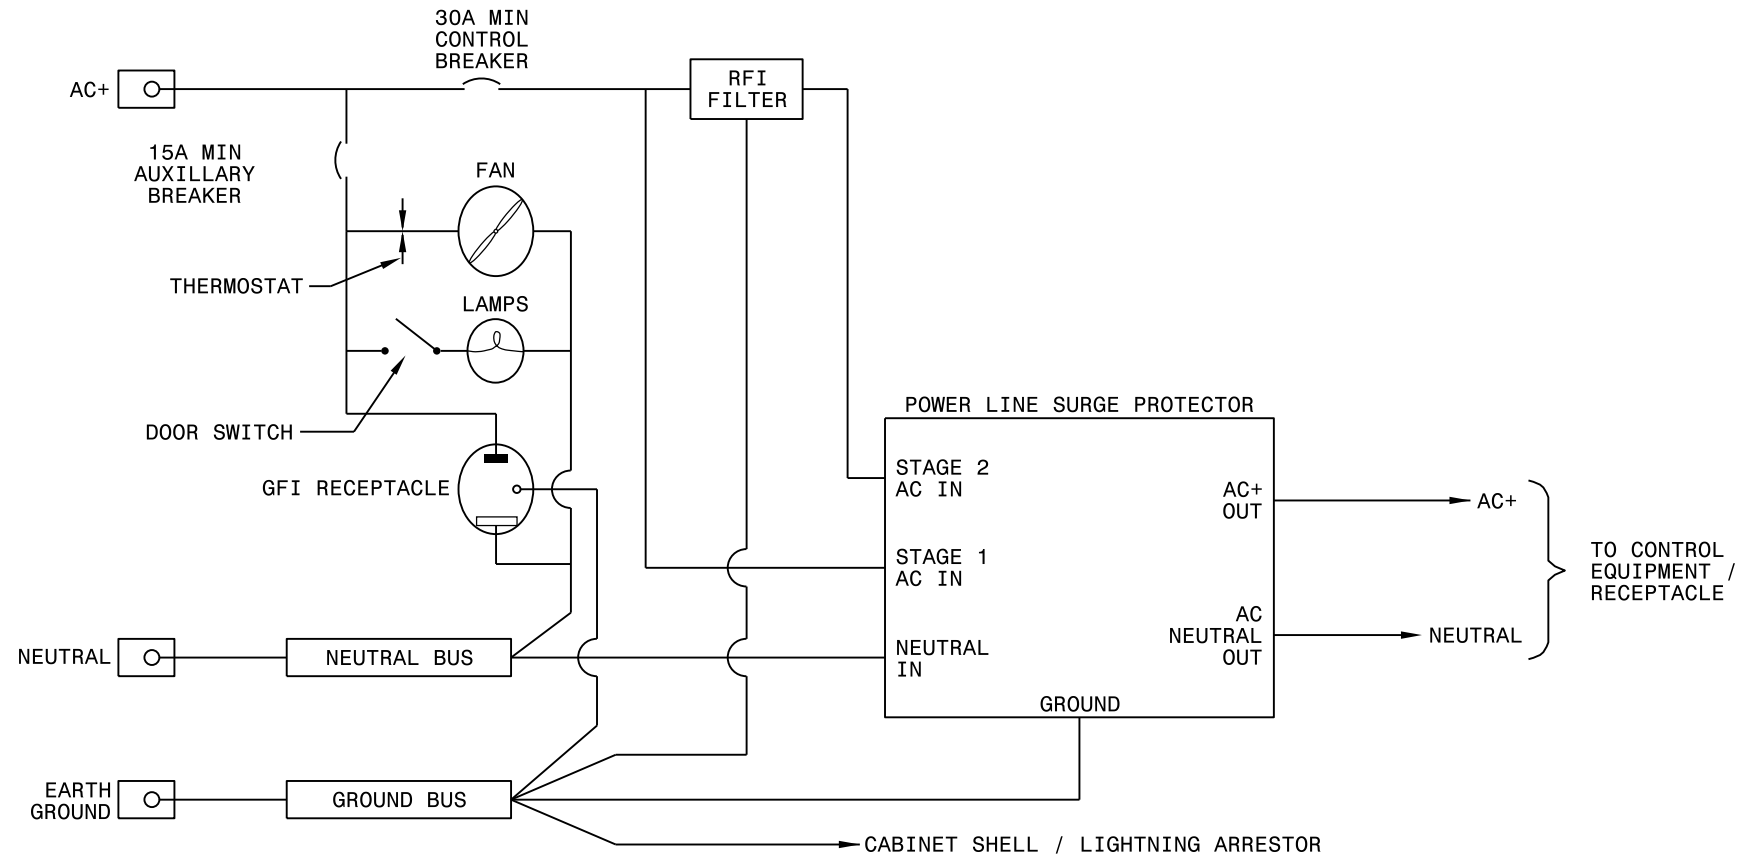 30A MIN
CONTROL
BREAKER
AC+
RFI
FILTER
15A MIN
AUXILLARY
BREAKER
FAN
THERMOSTAT
LAMPS
DOOR SWITCH
GFI RECEPTACLE
POWER LINE SURGE PROTECTOR
STAGE 2
AC IN
STAGE 1
AC IN
NEUTRAL
IN
AC+
OUT
AC
NEUTRAL
OUT
GROUND
AC+
NEUTRAL
TO CONTROL
EQUIPMENT /
RECEPTACLE
NEUTRAL
NEUTRAL BUS
EARTH
GROUND
GROUND BUS
CABINET SHELL / LIGHTNING ARRESTOR